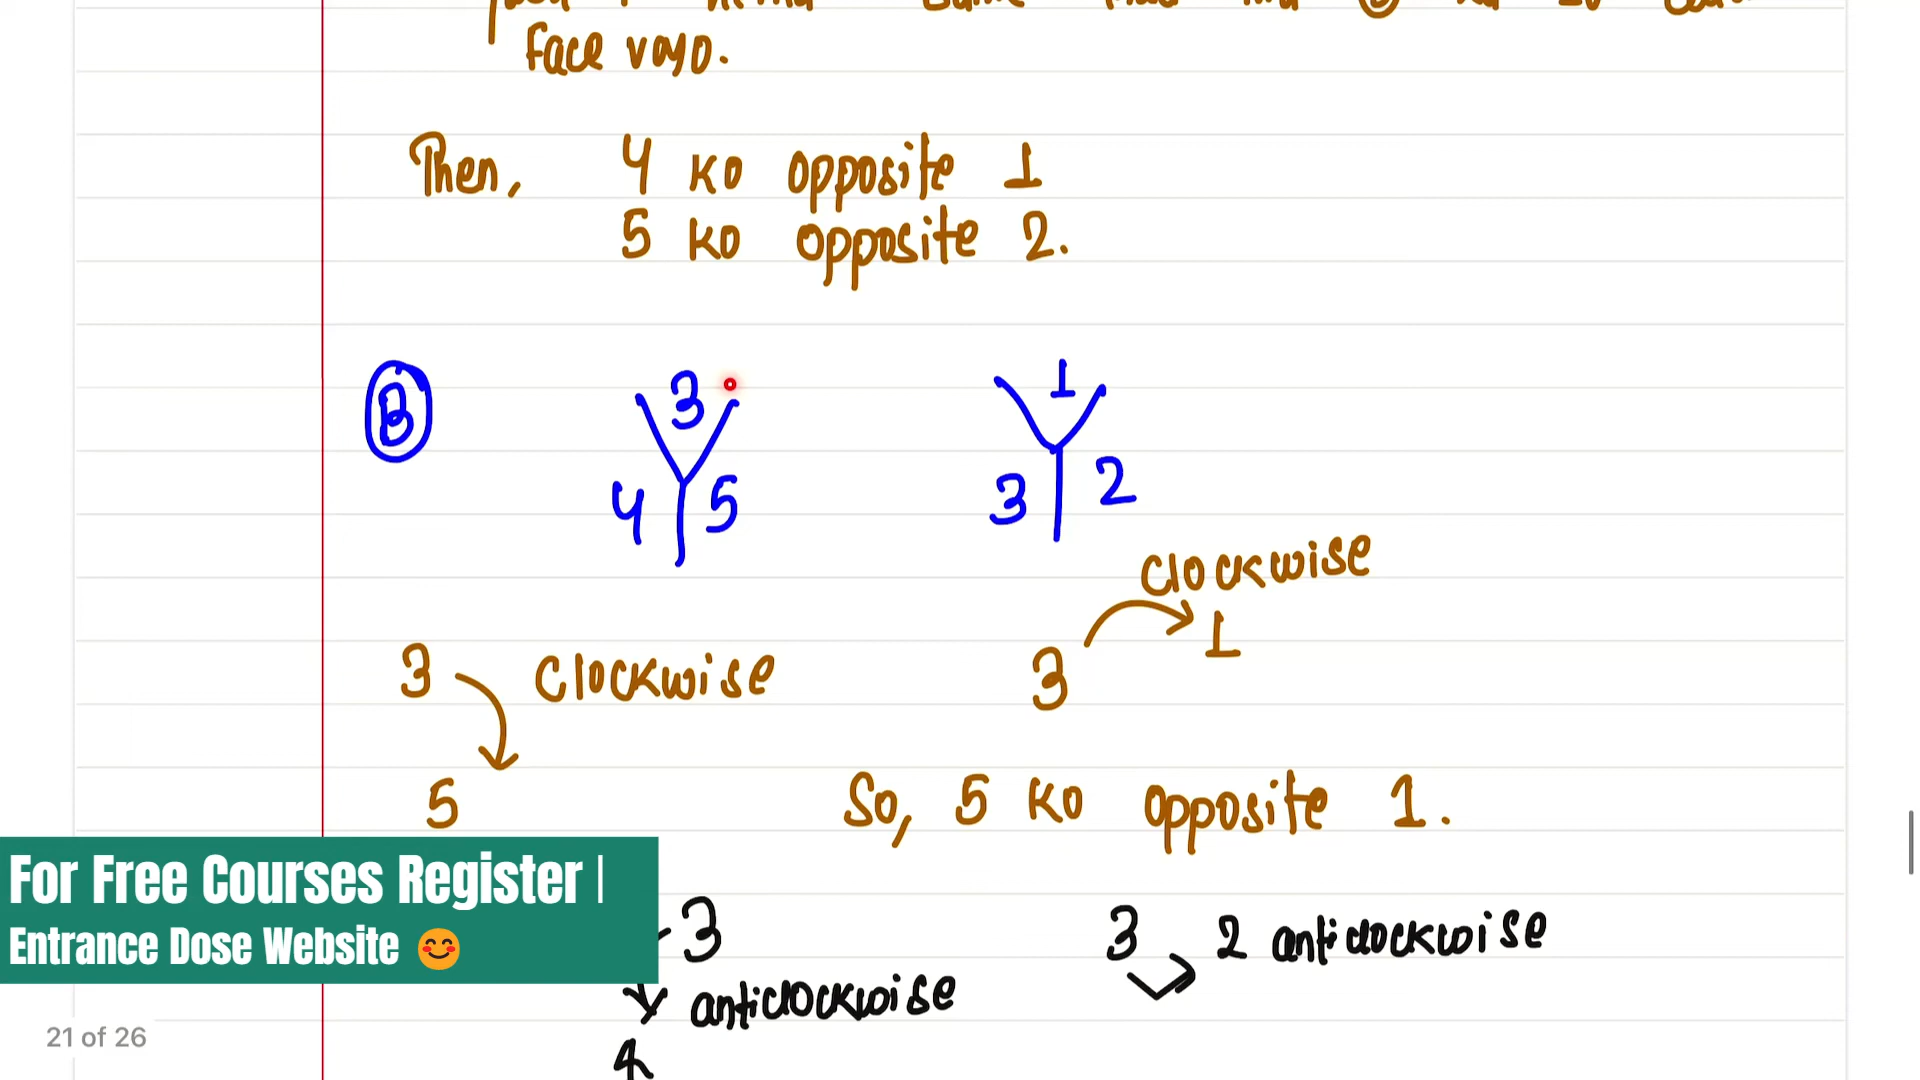 Face vayo.
Then, 4 ko opposite 1
5 ko opposite 2.
B
3
4 5
1
3 2
Clockwise
3 Clockwise
3 1
5
So, 5 ko opposite 1.
For Free Courses Register |
Entrance Dose Website 😊
3
3 2 anticlockwise
anticlockwise
4
21 of 26